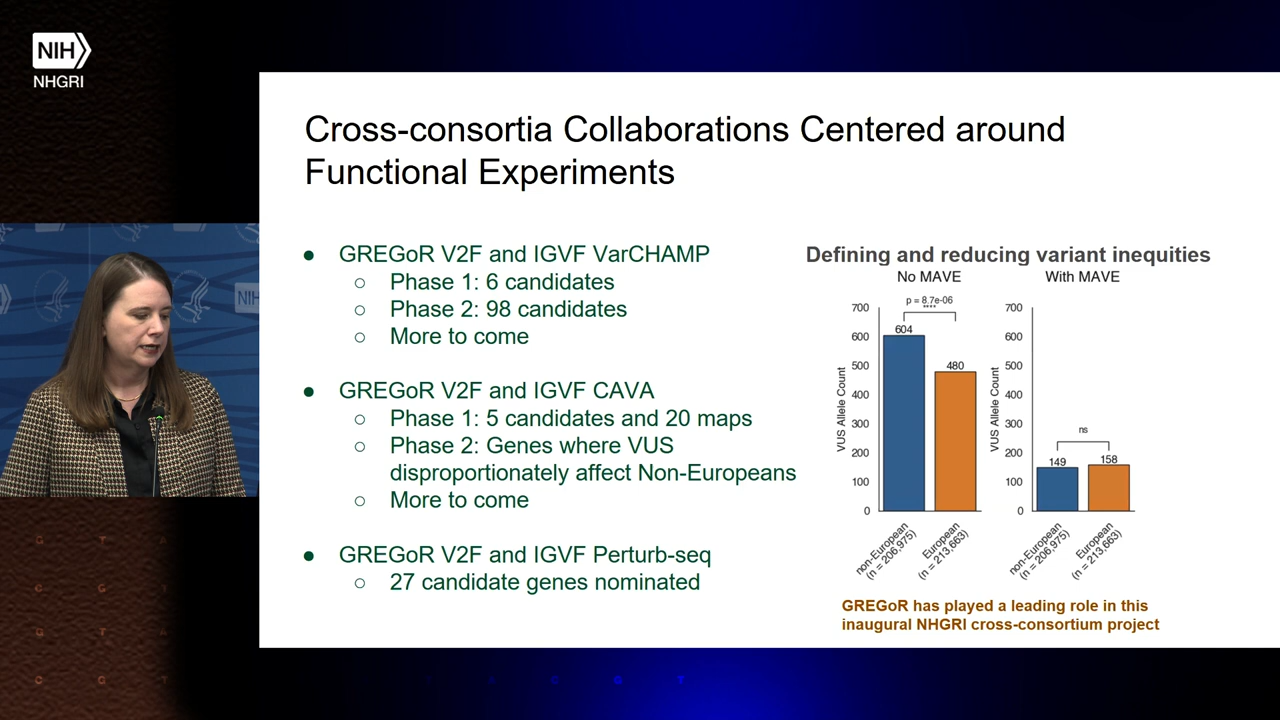 NIH
NHGRI
Cross-consortia Collaborations Centered around
Functional Experiments
● GREGoR V2F and IGVF VarCHAMP
○ Phase 1: 6 candidates
○ Phase 2: 98 candidates
○ More to come
● GREGoR V2F and IGVF CAVA
○ Phase 1: 5 candidates and 20 maps
○ Phase 2: Genes where VUS
disproportionately affect Non-Europeans
○ More to come
● GREGoR V2F and IGVF Perturb-seq
○ 27 candidate genes nominated
Defining and reducing variant inequities
No MAVE
p = 8.7e-06
****
700
600
500
400
300
200
100
0
VUS Allele Count
604
480
non-European
(n = 206,975)
European
(n = 213,663)
With MAVE
700
600
500
400
300
200
100
0
VUS Allele Count
ns
149
158
non-European
(n = 206,975)
European
(n = 213,663)
GREGoR has played a leading role in this
inaugural NHGRI cross-consortium project
NIH